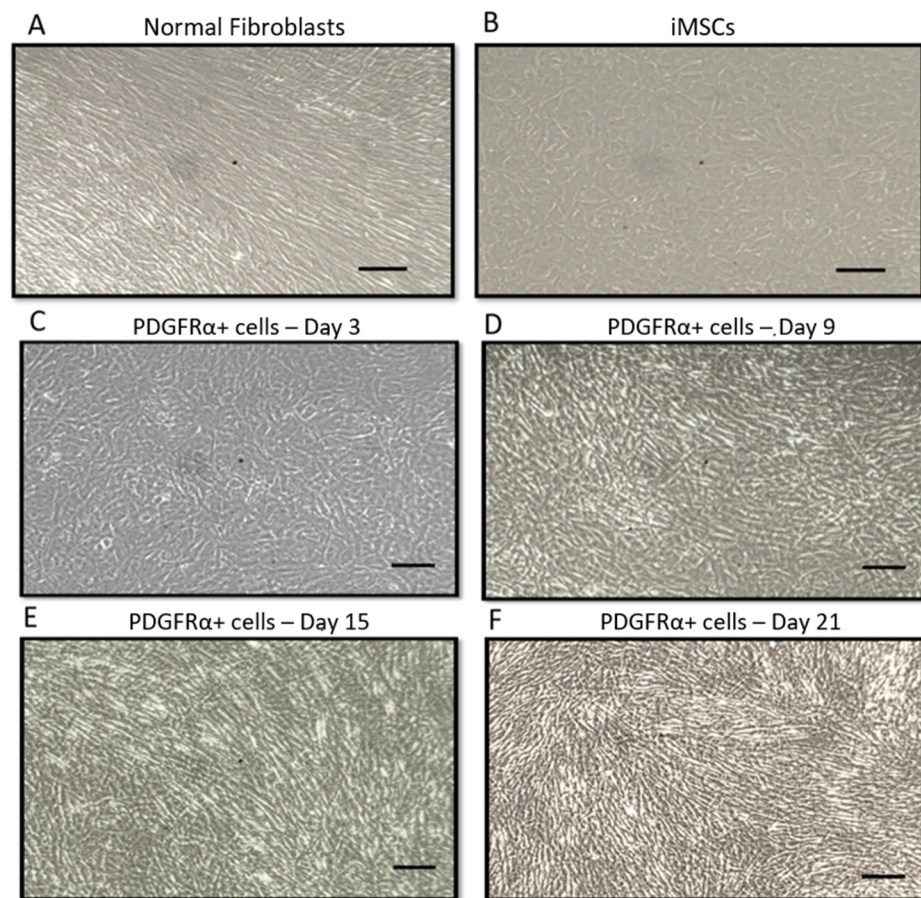 A
Normal Fibroblasts
B
iMSCs
C
PDGFRα+ cells – Day 3
D
PDGFRα+ cells –.Day 9
E
PDGFRα+ cells – Day 15
F
PDGFRα+ cells – Day 21